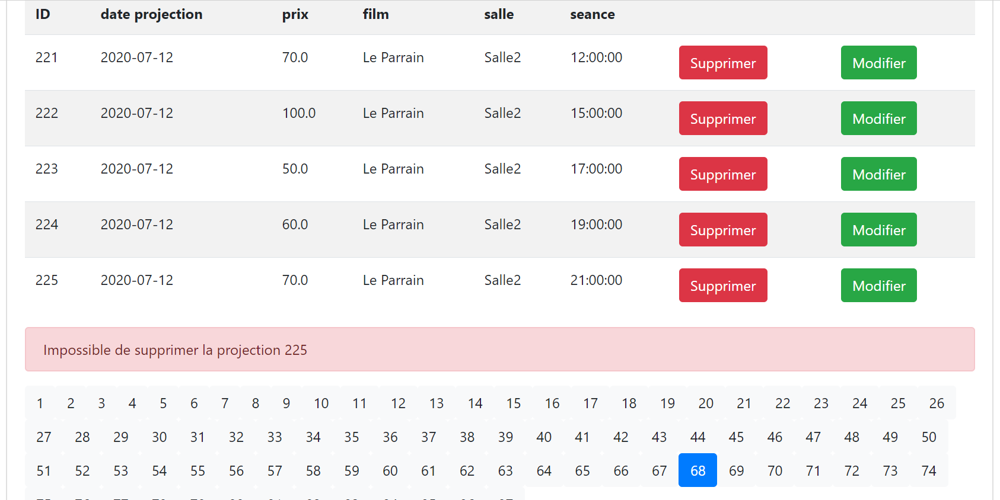 ID date projection prix film salle seance
221 2020-07-12 70.0 Le Parrain Salle2 12:00:00 Supprimer Modifier
222 2020-07-12 100.0 Le Parrain Salle2 15:00:00 Supprimer Modifier
223 2020-07-12 50.0 Le Parrain Salle2 17:00:00 Supprimer Modifier
224 2020-07-12 60.0 Le Parrain Salle2 19:00:00 Supprimer Modifier
225 2020-07-12 70.0 Le Parrain Salle2 21:00:00 Supprimer Modifier
Impossible de supprimer la projection 225
1 2 3 4 5 6 7 8 9 10 11 12 13 14 15 16 17 18 19 20 21 22 23 24 25 26
27 28 29 30 31 32 33 34 35 36 37 38 39 40 41 42 43 44 45 46 47 48 49 50
51 52 53 54 55 56 57 58 59 60 61 62 63 64 65 66 67 68 69 70 71 72 73 74